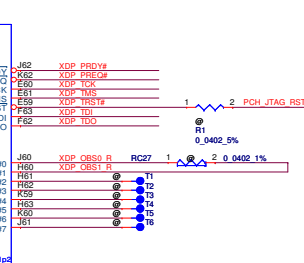 J62 XDP_PRDY#
K62 XDP_PREQ#
E60 XDP_TCK
E61 XDP_TMS
E59 XDP_TRST# 1 2 PCH_JTAG_RST
F63 XDP_TDI
F62 XDP_TDO
@
R1
0_0402_5%
J60 XDP_OBS0_R RC27 1 @ 2 0_0402_1%
H60 XDP_OBS1_R
H61 @ T1
H62 @ T2
K59 @ T3
H63 @ T4
K60 @ T5
J61 @ T6